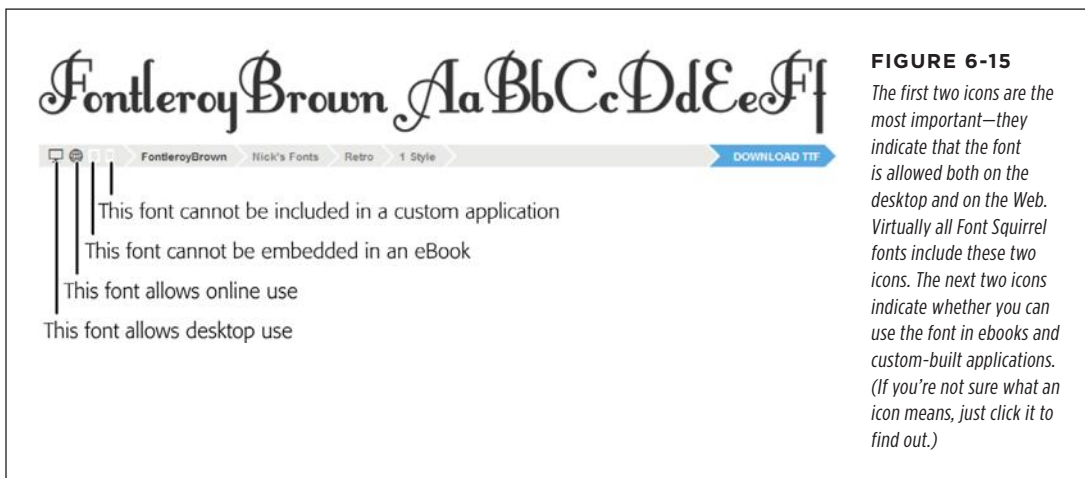 FontleroyBrown AaBbCcDdEeFf
FontleroyBrown Nick's Fonts Retro 1 Style DOWNLOAD TTF
This font cannot be included in a custom application
This font cannot be embedded in an eBook
This font allows online use
This font allows desktop use
FIGURE 6-15
The first two icons are the
most important—they
indicate that the font
is allowed both on the
desktop and on the Web.
Virtually all Font Squirrel
fonts include these two
icons. The next two icons
indicate whether you can
use the font in ebooks and
custom-built applications.
(If you're not sure what an
icon means, just click it to
find out.)